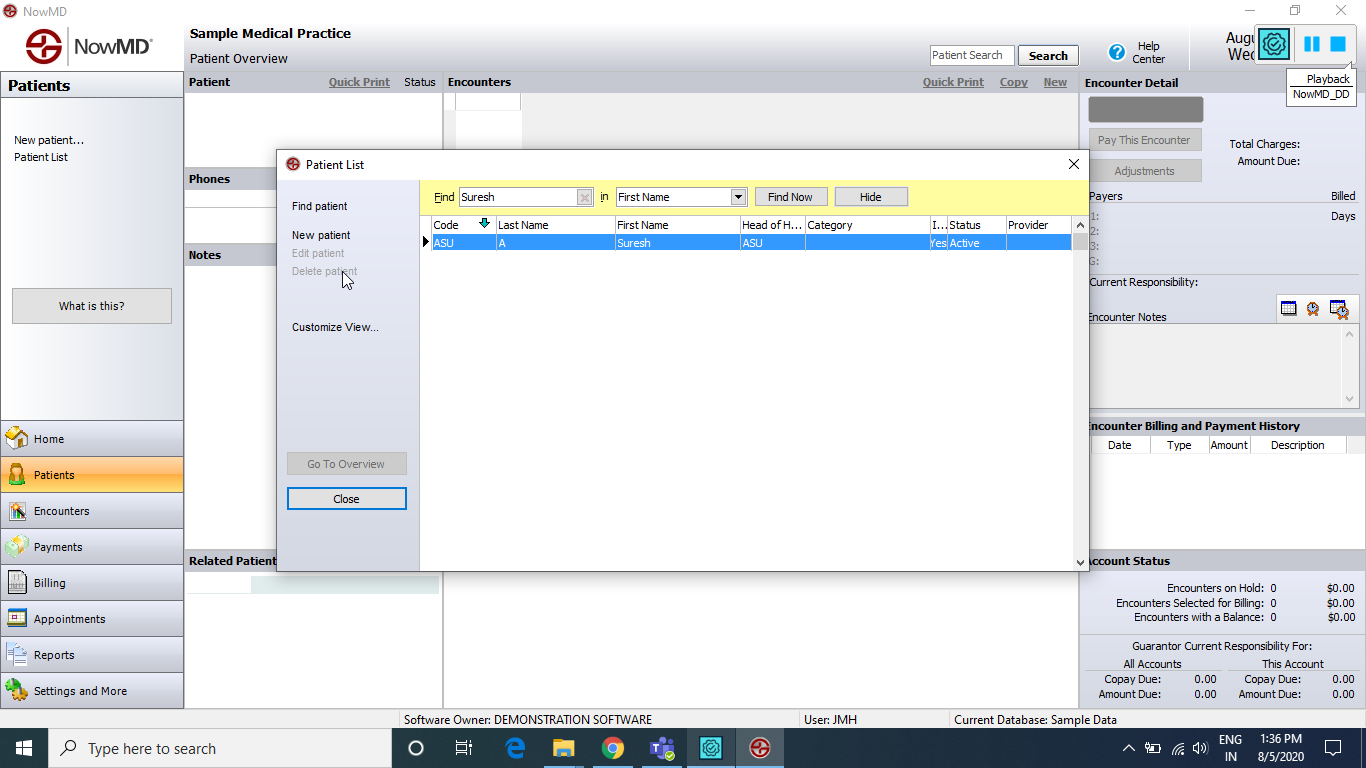 NowMD
NowMD®
Sample Medical Practice
Patient Overview
Patient Search
Search
Help
Center
Augu
Wed
Playback
NowMD_DD
Patients
New patient...
Patient List
What is this?
Home
Patients
Encounters
Payments
Billing
Appointments
Reports
Settings and More
Patient
Quick Print
Status
Encounters
Quick Print
Copy
New
Phones
Notes
Related Patient
Patient List
Find patient
New patient
Edit patient
Delete patient
Customize View...
Go To Overview
Close
Find
Suresh
in
First Name
Find Now
Hide
Code Last Name First Name Head of H... Category I... Status Provider
ASU A Suresh ASU Yes Active
Encounter Detail
Pay This Encounter
Adjustments
Total Charges:
Amount Due:
Payers Billed
1: Days
2:
3:
G:
Current Responsibility:
Encounter Notes
Encounter Billing and Payment History
Date Type Amount Description
Account Status
Encounters on Hold: 0 $0.00
Encounters Selected for Billing: 0 $0.00
Encounters with a Balance: 0 $0.00
Guarantor Current Responsibility For:
All Accounts This Account
Copay Due: 0.00 Copay Due: 0.00
Amount Due: 0.00 Amount Due: 0.00
Software Owner: DEMONSTRATION SOFTWARE
User: JMH
Current Database: Sample Data
Type here to search
ENG
IN
1:36 PM
8/5/2020